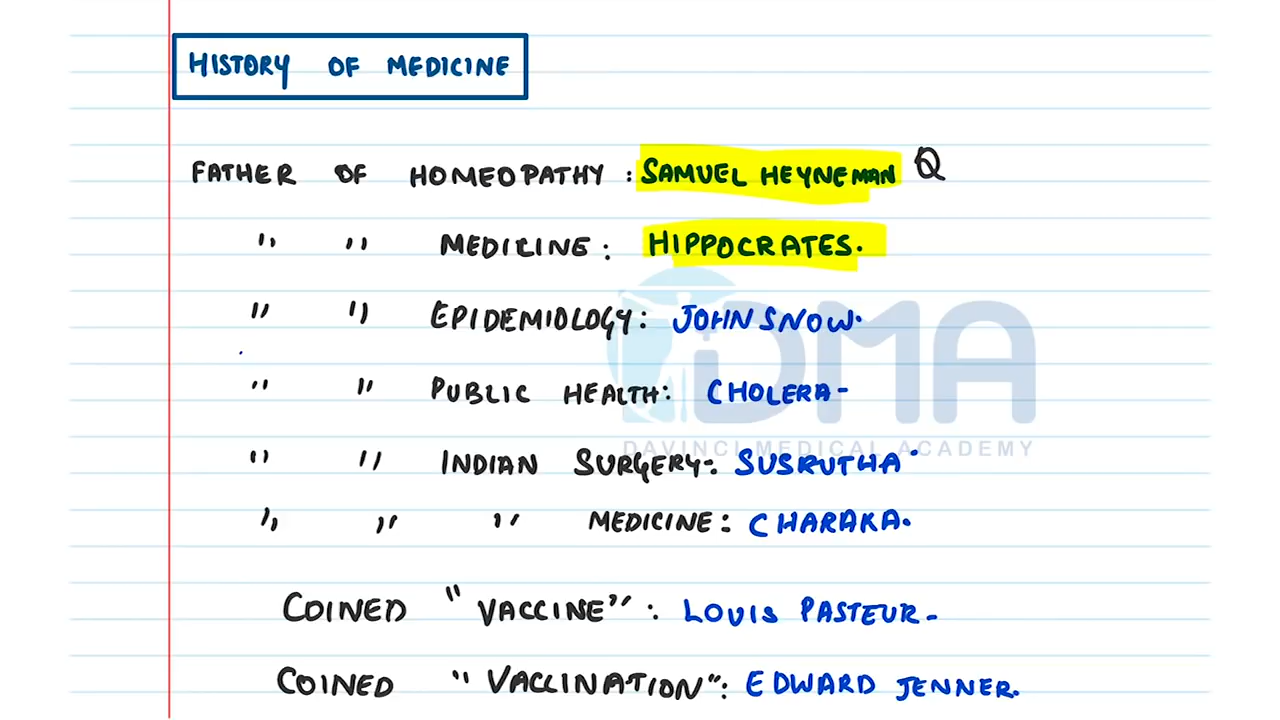 HISTORY OF MEDICINE
FATHER OF HOMEOPATHY : SAMUEL HEYNEMAN Q
" " MEDICINE : HIPPOCRATES.
" " EPIDEMIOLOGY : JOHN SNOW.
" " PUBLIC HEALTH : CHOLERA -
" " INDIAN SURGERY : SUSRUTHA -
" " " MEDICINE : CHARAKA.
COINED "VACCINE" : LOUIS PASTEUR -
COINED "VACCINATION" : EDWARD JENNER.
DMA
DAVINCI MEDICAL ACADEMY